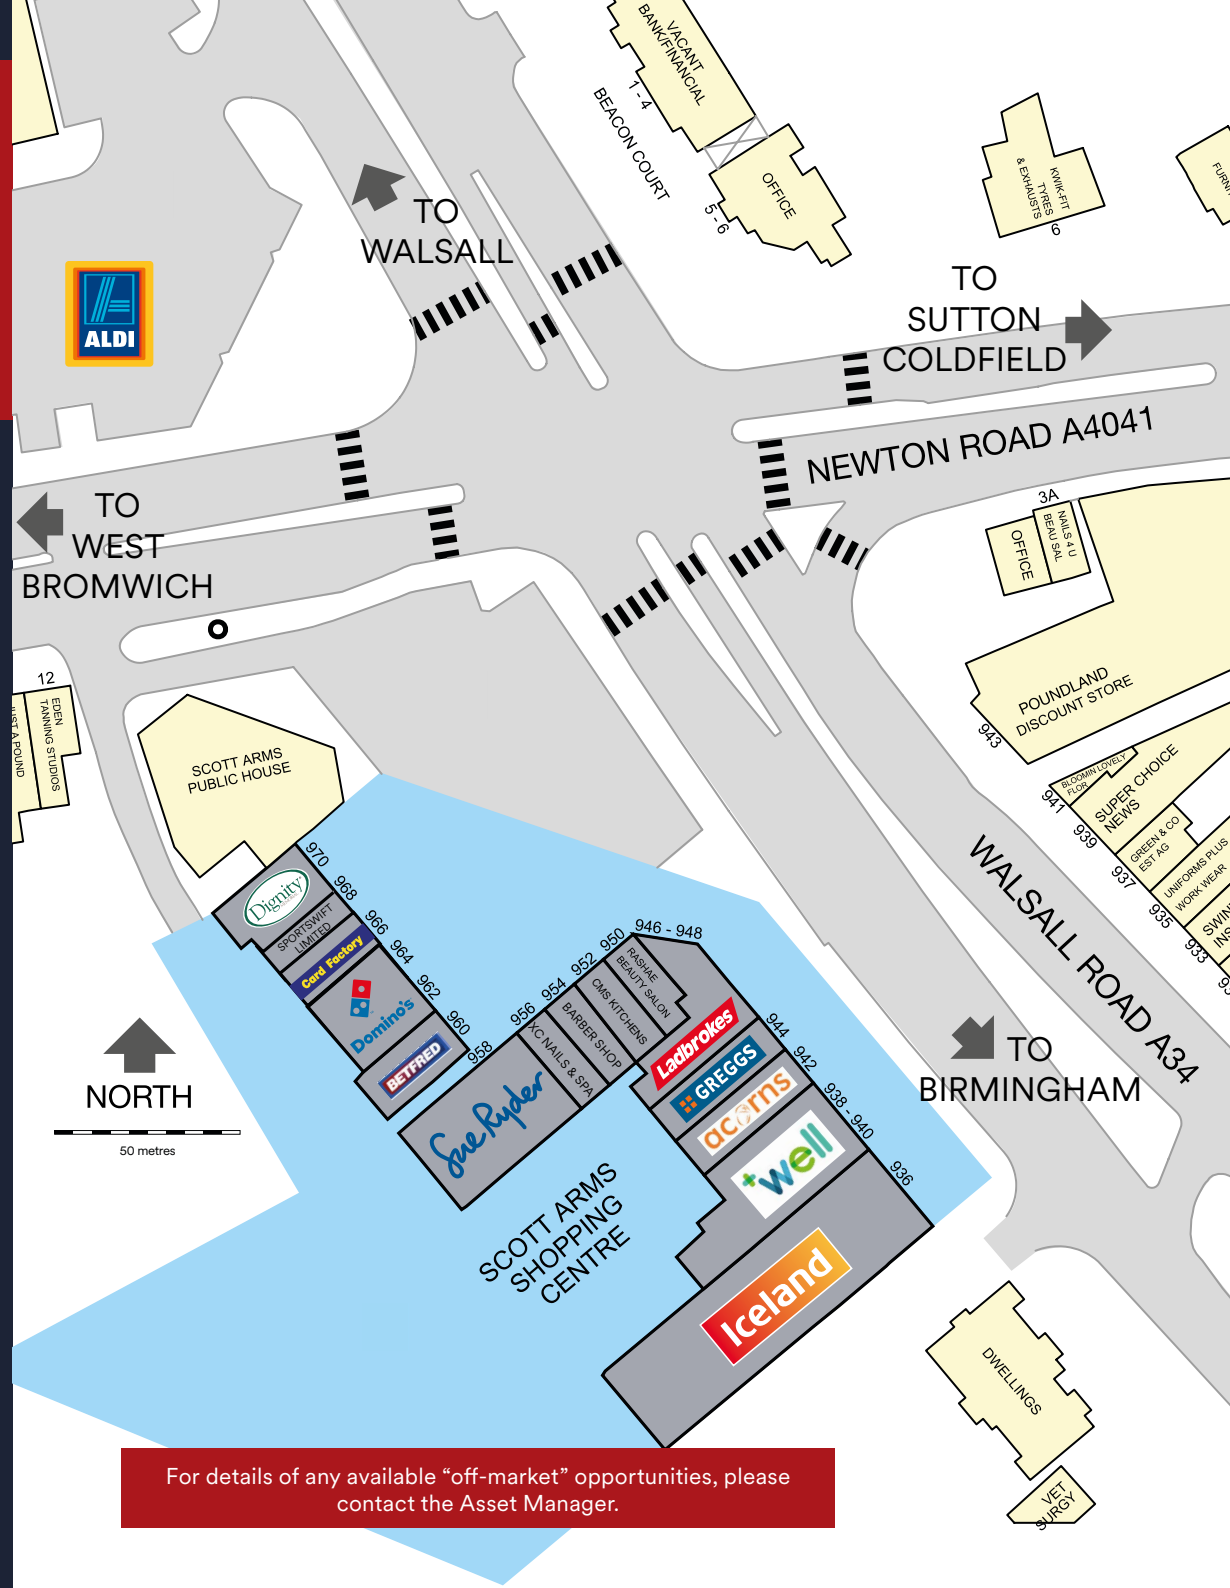 VACANT
BANK/FINANCIAL
1 - 4
BEACON COURT
5 - 6
OFFICE
KWIK-FIT
TYRES
& EXHAUSTS
6
TO
WALSALL
ALDI
TO
SUTTON
COLDFIELD
NEWTON ROAD A4041
TO
WEST
BROMWICH
3A
NAILS 4 U
BEAU SAL
OFFICE
POUNDLAND
DISCOUNT STORE
943
12
EDEN
TANNING STUDIOS
A POUND
SCOTT ARMS
PUBLIC HOUSE
BLOOMIN LOVELY
FLOR
941
SUPER CHOICE
NEWS
939
GREEN & CO
EST AG
937
UNIFORMS PLUS
WORK WEAR
935
933
WALSALL ROAD A34
970
Dignity
968
SPORTSWIFT
LIMITED
966
Card Factory
964
Domino's
962
960
BETFRED
958
Sue Ryder
956
XC NAILS & SPA
954
BARBER SHOP
952
CMS KITCHENS
950
RASHAE
BEAUTY SALON
946 - 948
Ladbrokes
944
GREGGS
942
acorns
938 - 940
well
936
Iceland
TO
BIRMINGHAM
NORTH
50 metres
SCOTT ARMS
SHOPPING
CENTRE
DWELLINGS
VET
SURGY
For details of any available “off-market” opportunities, please
contact the Asset Manager.